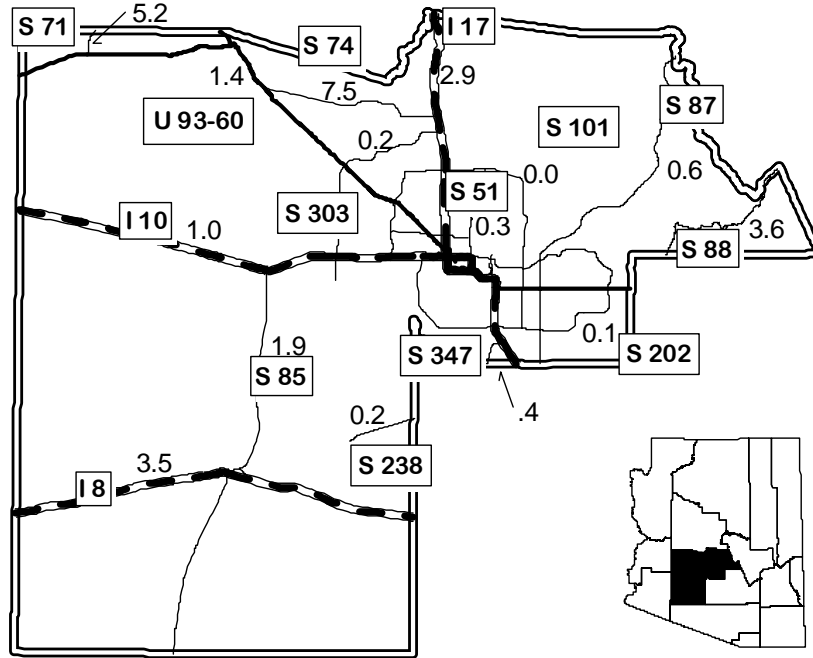 5.2
S 71
I 17
S 74
1.4
2.9
7.5
U 93-60
S 87
S 101
0.2
0.0
0.6
S 51
S 303
I 10
1.0
0.3
3.6
S 88
0.1
1.9
S 347
S 202
S 85
.4
0.2
3.5
S 238
I 8